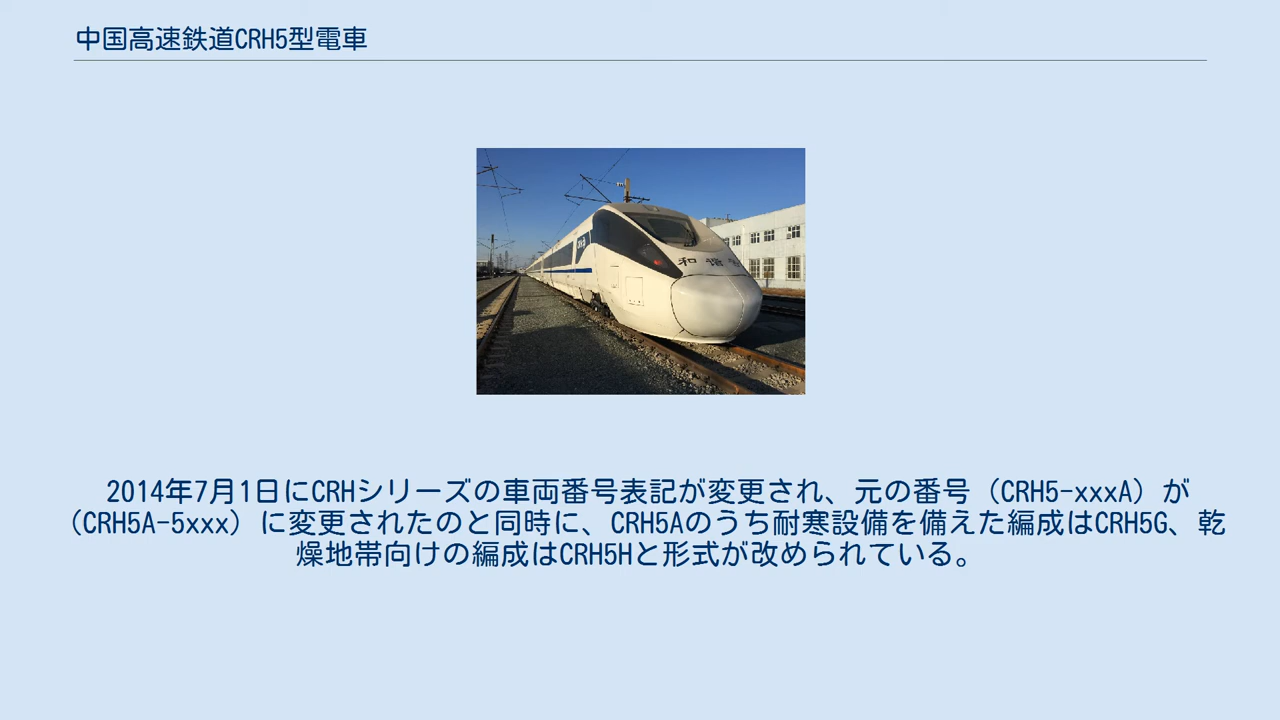 中国高速鉄道CRH5型電車
和 谐
2014年7月1日にCRHシリーズの車両番号表記が変更され、元の番号（CRH5-xxxA）が
（CRH5A-5xxx）に変更されたのと同時に、CRH5Aのうち耐寒設備を備えた編成はCRH5G、乾
燥地帯向けの編成はCRH5Hと形式が改められている。